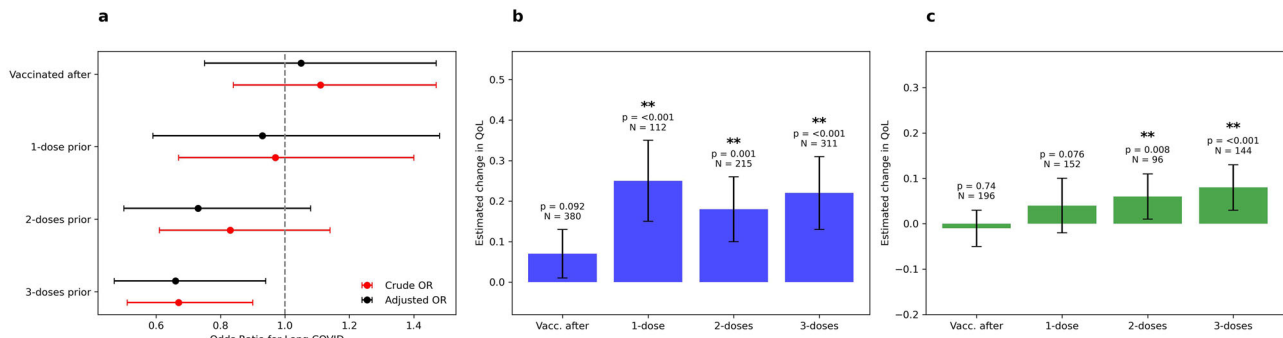 a
Vaccinated after
1-dose prior
2-doses prior
3-doses prior
Crude OR
Adjusted OR
0.6 0.8 1.0 1.2 1.4
Odds Ratio for Long COVID
b
Estimated change in QoL
0.5
0.4
0.3
0.2
0.1
0.0
p = 0.092
N = 380
**
p = <0.001
N = 112
**
p = 0.001
N = 215
**
p = <0.001
N = 311
Vacc. after 1-dose 2-doses 3-doses
c
Estimated change in QoL
0.3
0.2
0.1
0.0
−0.1
−0.2
p = 0.74
N = 196
p = 0.076
N = 152
**
p = 0.008
N = 96
**
p = <0.001
N = 144
Vacc. after 1-dose 2-doses 3-doses